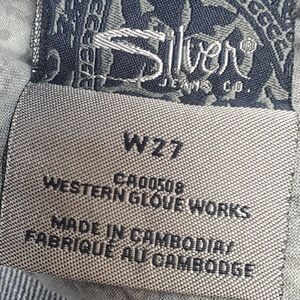 Silver®
JEANS CO.
W27
CA00508
WESTERN GLOVE WORKS
MADE IN CAMBODIA/
FABRIQUÉ AU CAMBODGE